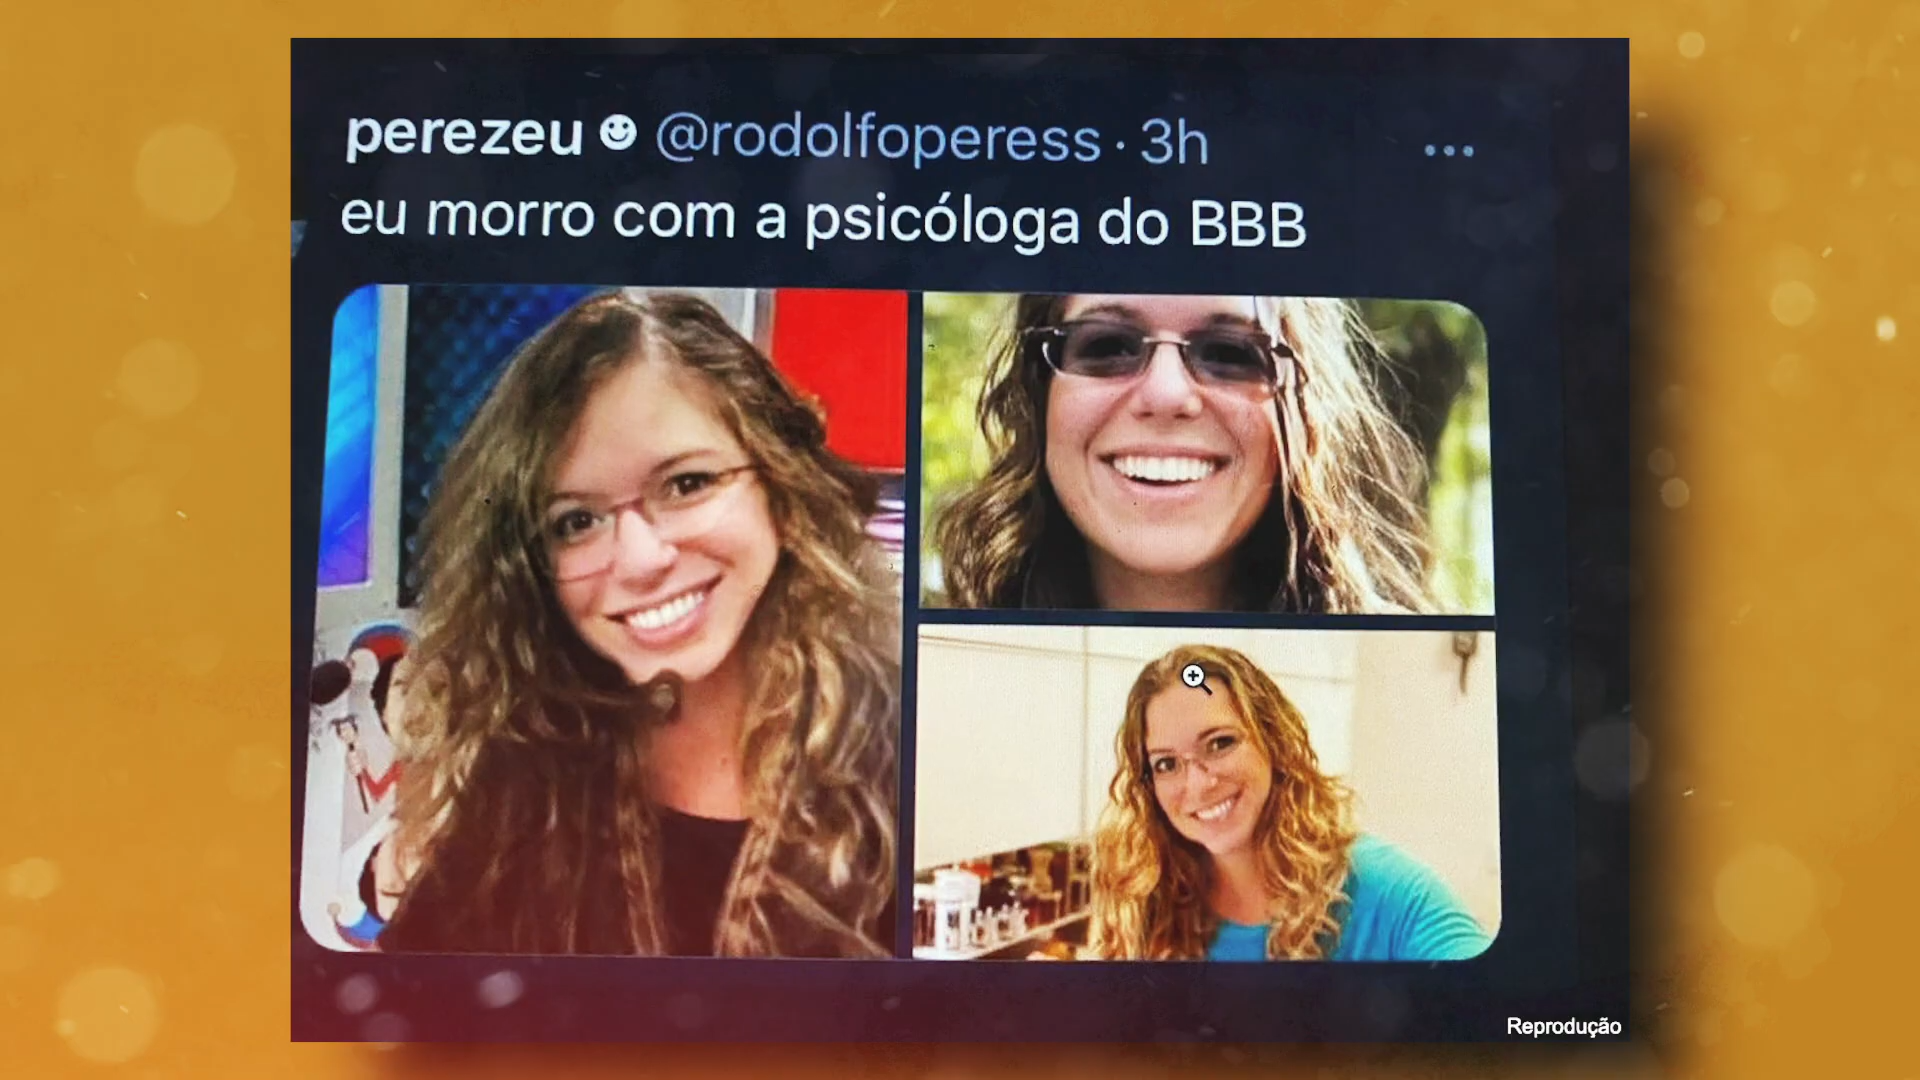 perezeu ☻ @rodolfoperess · 3h
eu morro com a psicóloga do BBB
Reprodução